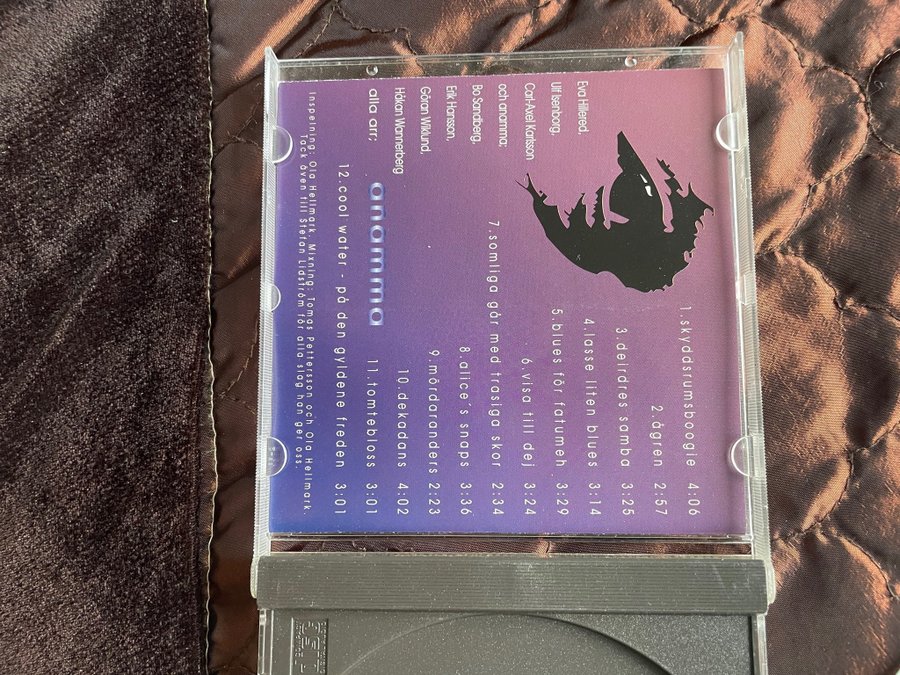 1.skyddsrumsboogie 4:06
2.ågren 2:57
3.deirdres samba 3:25
4.lasse liten blues 3:14
5.blues för fatumeh 3:29
6.visa till dej 3:24
7.somliga går med trasiga skor 2:34
8.alice's snaps 3:36
9.mördaranders 2:23
10.dekadans 4:02
11.tomtebloss 3:01
12.cool water - på den gyldene freden 3:01
Eva Hillered,
Ulf Isenborg,
Carl-Axel Karlsson
och anamma;
Bo Sandberg,
Erik Hansson,
Göran Wiklund,
Håkan Wannerberg
alla arr;
anamma
Inspelning: Ola Hellmark. Mixning: Tomas Pettersson och Ola Hellmark.
Tack även till Stefan Lidström för alla slag han ger oss.